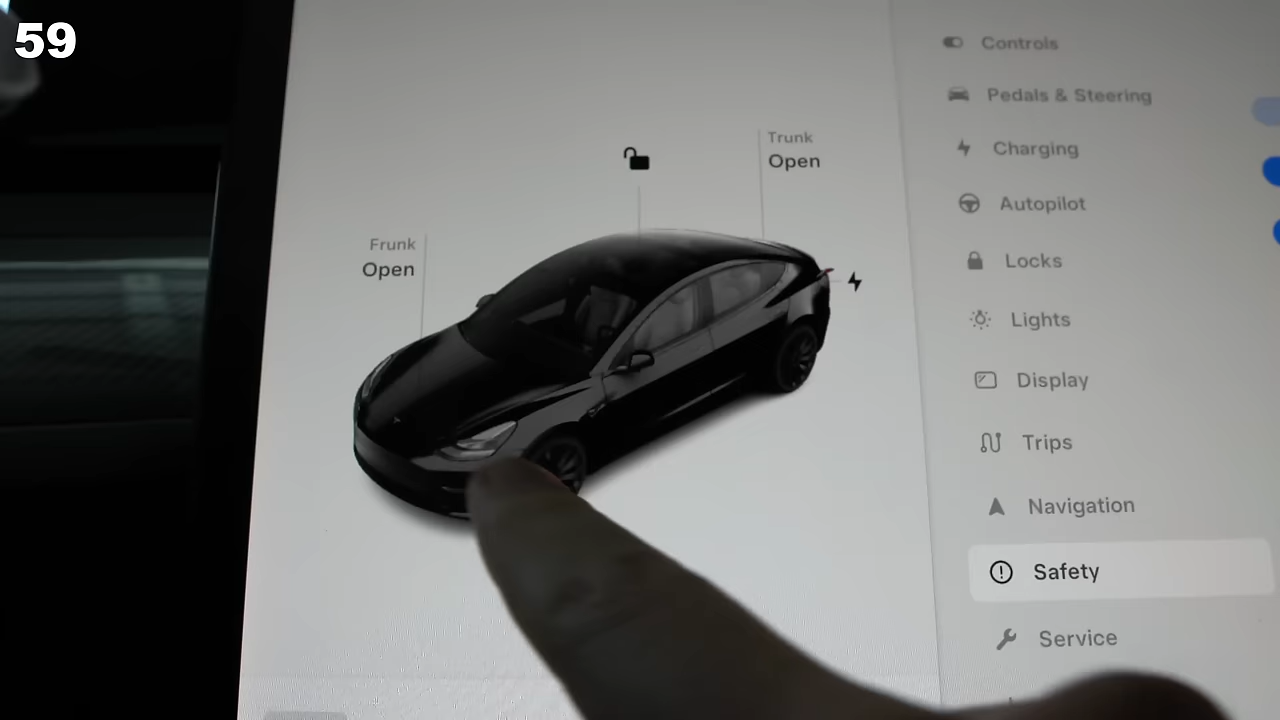 59
Trunk
Open
Frunk
Open
Controls
Pedals & Steering
Charging
Autopilot
Locks
Lights
Display
Trips
Navigation
Safety
Service